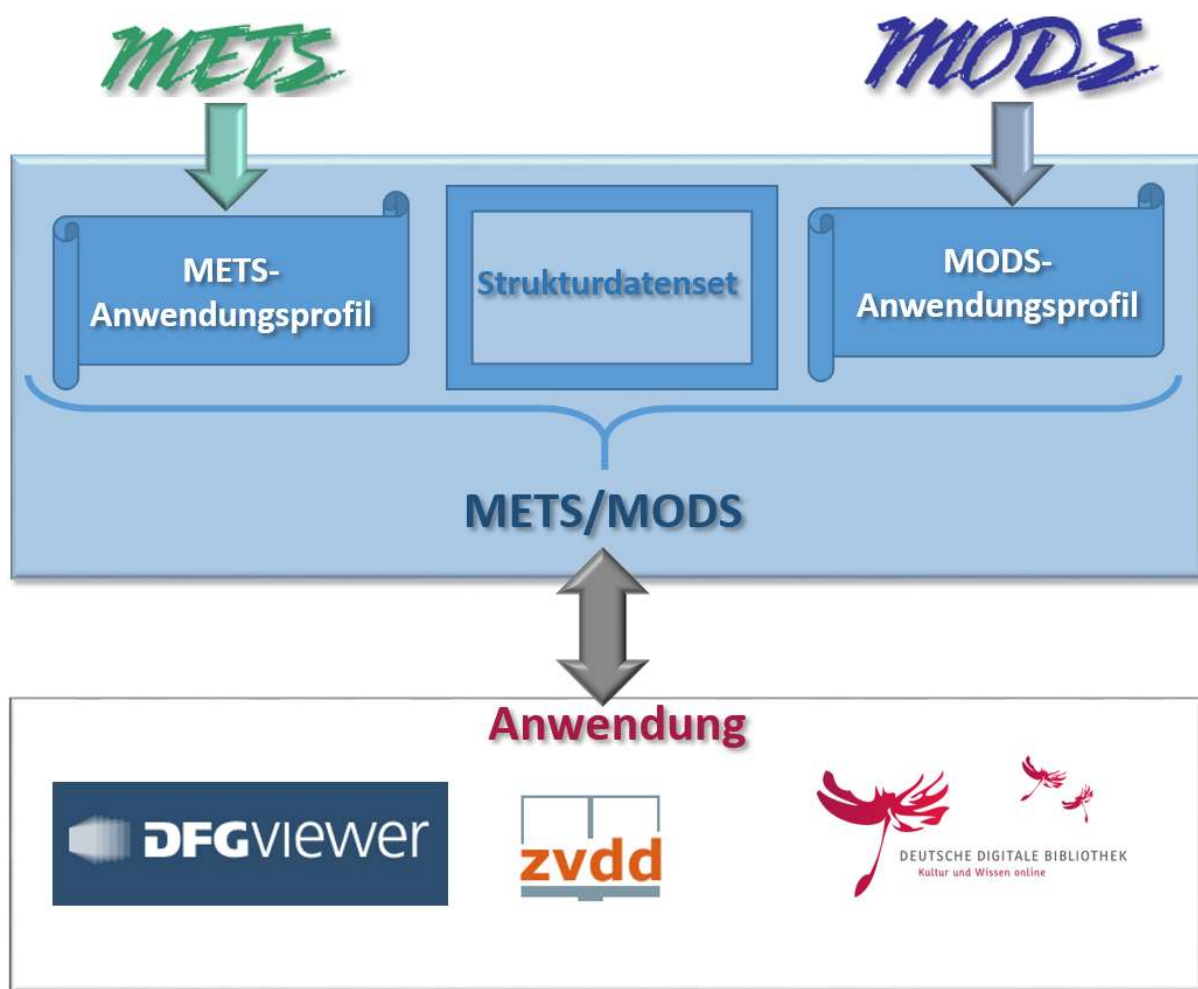 METS
MODS
METS-
Anwendungsprofil
Strukturdatenset
MODS-
Anwendungsprofil
METS/MODS
Anwendung
DFGVIEWER
zvdd
DEUTSCHE DIGITALE BIBLIOTHEK
Kultur und Wissen online